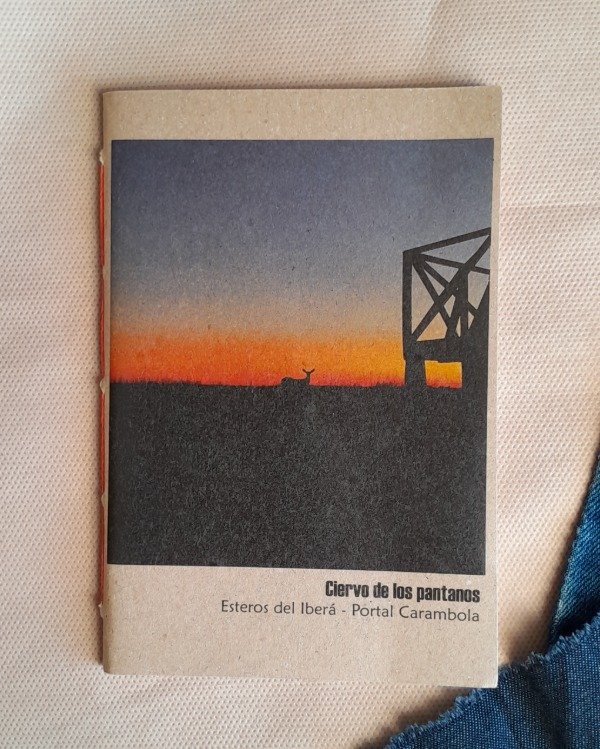 Ciervo de los pantanos
Esteros del Iberá - Portal Carambola